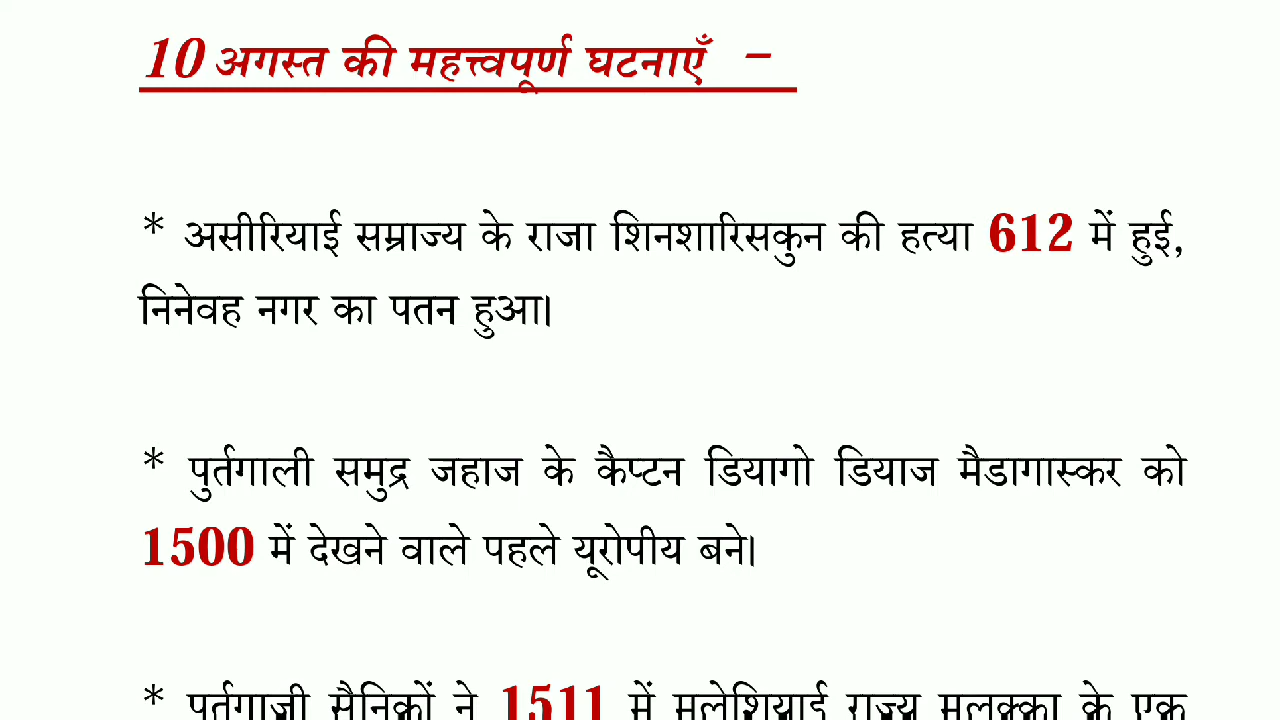 10 अगस्त की महत्त्वपूर्ण घटनाएँ -
* असीरियाई सम्राज्य के राजा शिनशारिसकुन की हत्या 612 में हुई,
निनेवह नगर का पतन हुआ।
* पुर्तगाली समुद्र जहाज के कैप्टन डियागो डियाज मैडागास्कर को
1500 में देखने वाले पहले यूरोपीय बने।
* पुर्तगाजी सैनिकों ने 1511 में मलेशियाई राज्य मलक्का के एक